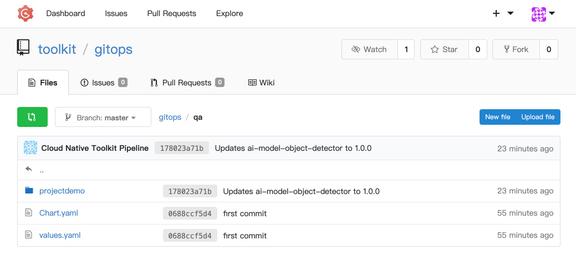 Dashboard Issues Pull Requests Explore
toolkit / gitops
Watch 1 Star 0 Fork 0
Files Issues 0 Pull Requests 0 Wiki
Branch: master gitops / qa New file Upload file
Cloud Native Toolkit Pipeline 178023a71b Updates ai-model-object-detector to 1.0.0 23 minutes ago
..
projectdemo 178023a71b Updates ai-model-object-detector to 1.0.0 23 minutes ago
Chart.yaml 0688ccf5d4 first commit 55 minutes ago
values.yaml 0688ccf5d4 first commit 55 minutes ago